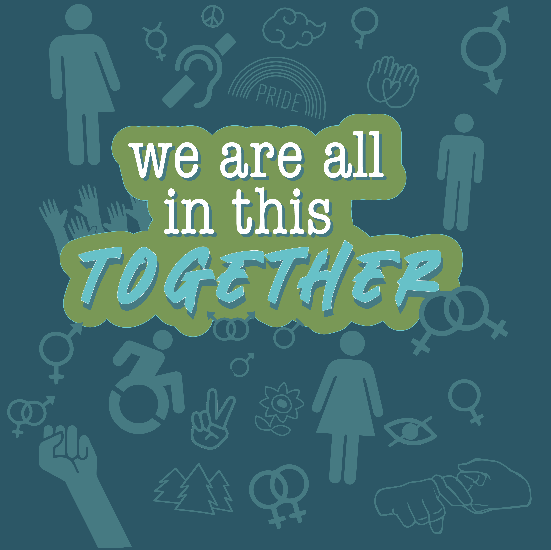 PRIDE
we are all
in this
TOGETHER